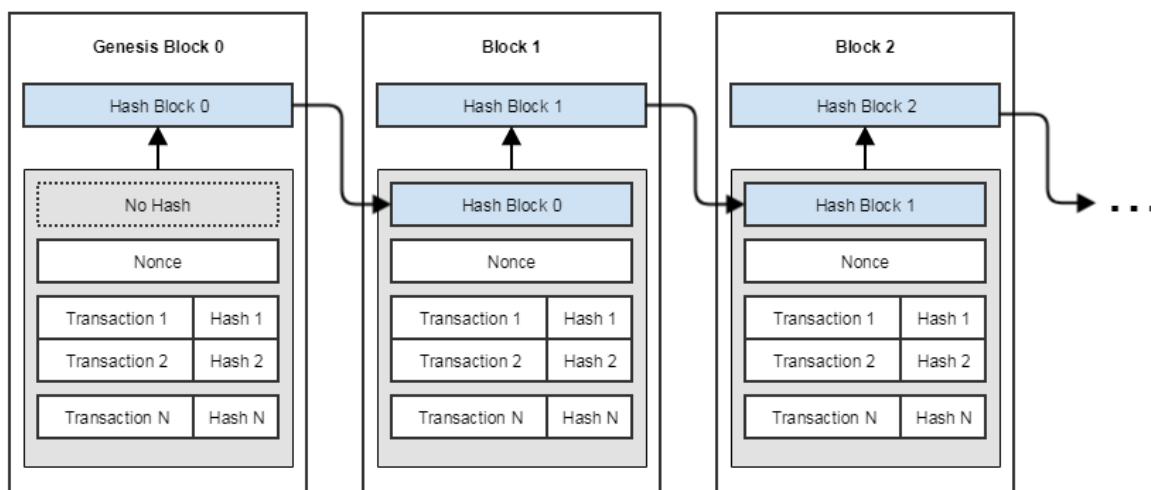 Genesis Block 0
Hash Block 0
No Hash
Nonce
Transaction 1 Hash 1
Transaction 2 Hash 2
Transaction N Hash N
Block 1
Hash Block 1
Hash Block 0
Nonce
Transaction 1 Hash 1
Transaction 2 Hash 2
Transaction N Hash N
Block 2
Hash Block 2
Hash Block 1
Nonce
Transaction 1 Hash 1
Transaction 2 Hash 2
Transaction N Hash N
...